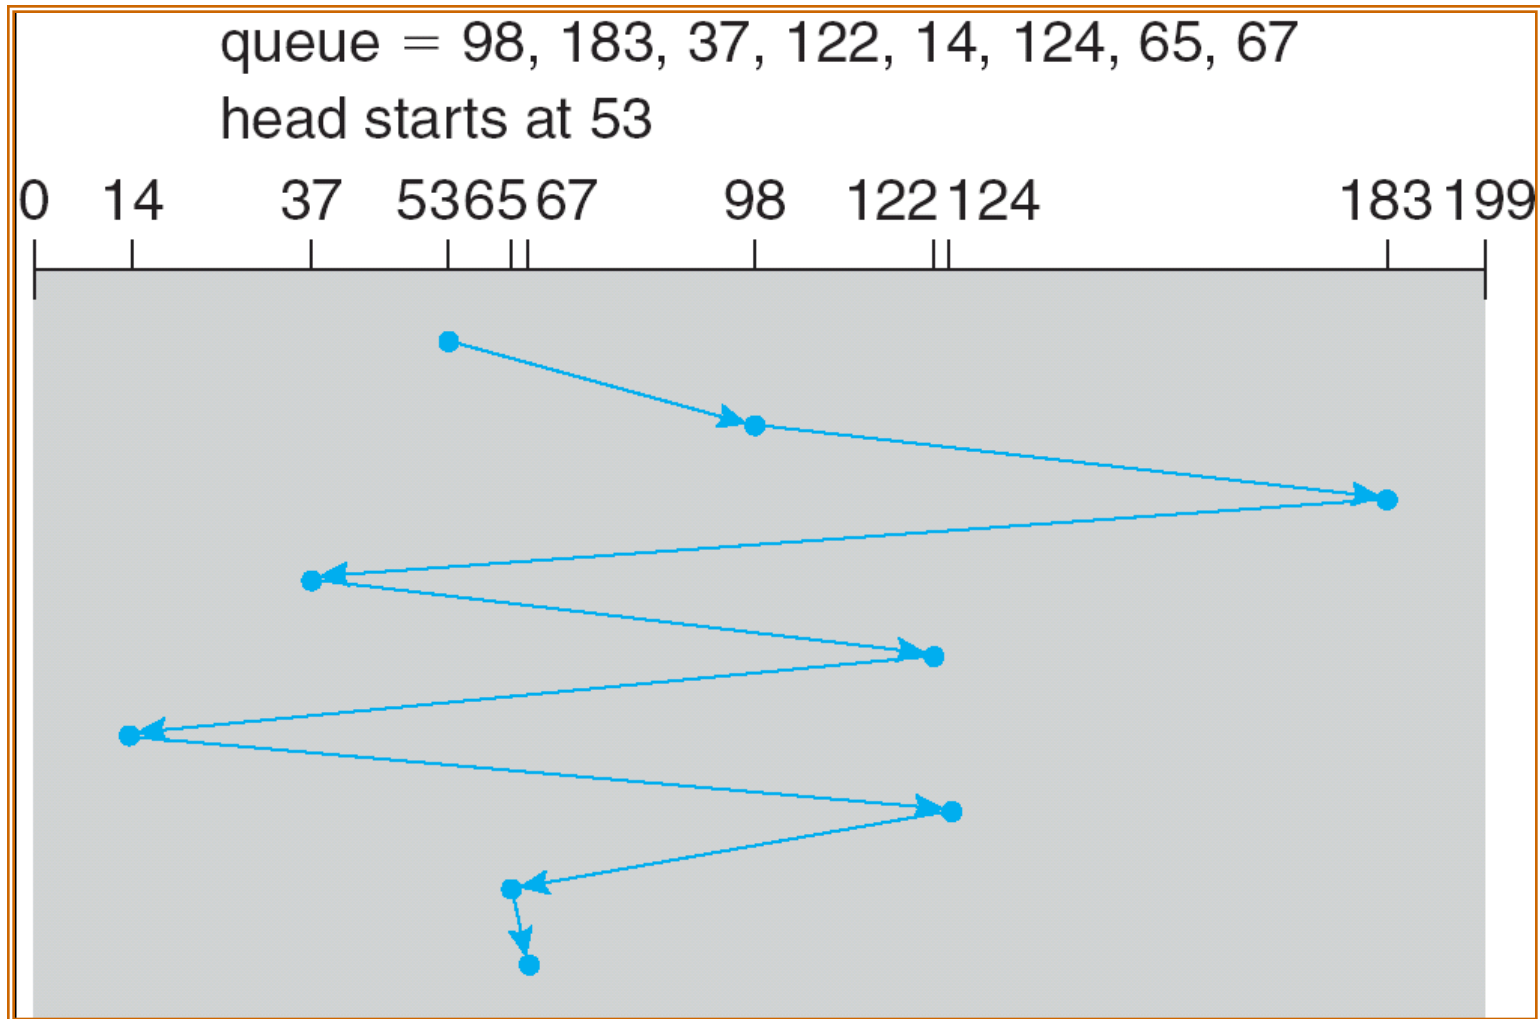 queue = 98, 183, 37, 122, 14, 124, 65, 67
head starts at 53
0 14 37 53 65 67 98 122 124 183 199